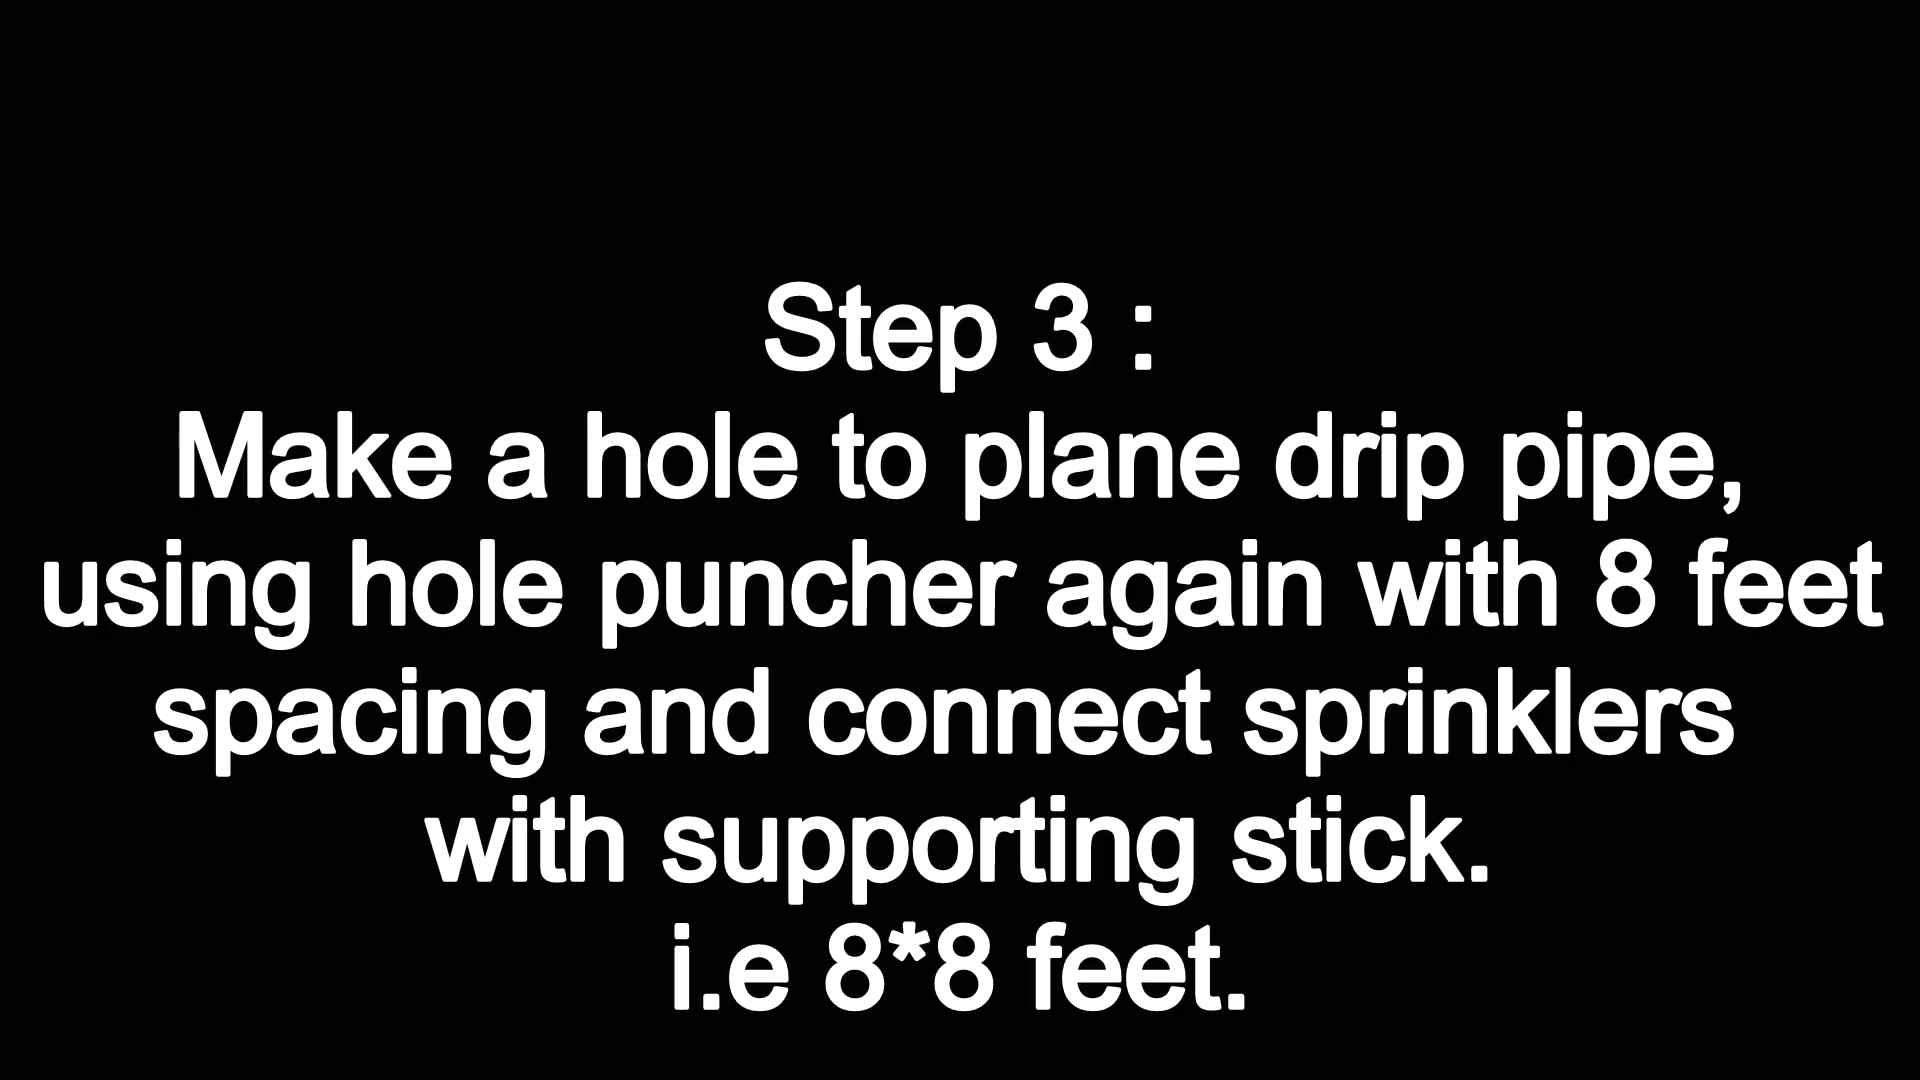 Step 3 :
Make a hole to plane drip pipe,
using hole puncher again with 8 feet
spacing and connect sprinklers
with supporting stick.
i.e 8*8 feet.